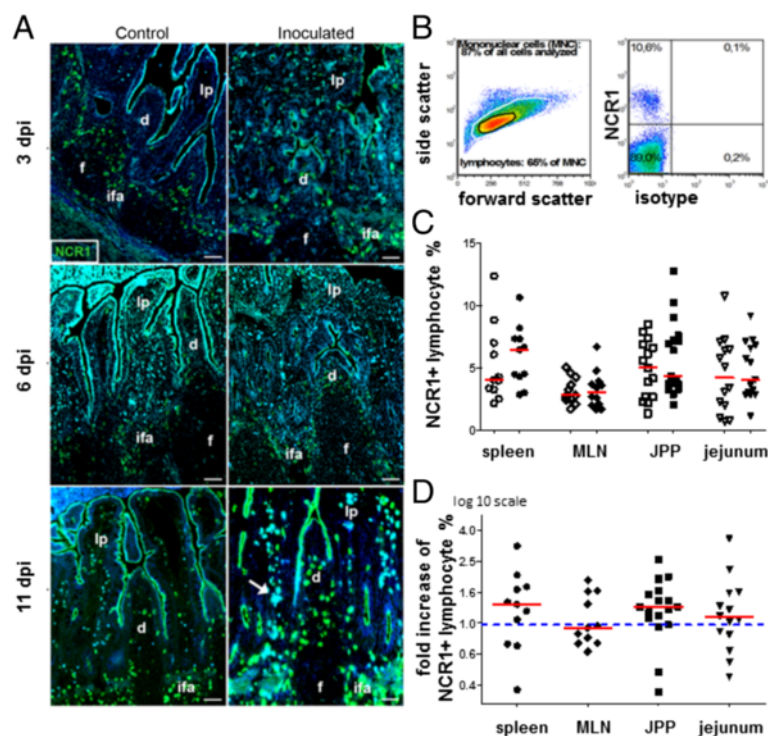 A
Control
Inoculated
3 dpi
lp
d
f
ifa
NCR1
lp
d
ifa
f
6 dpi
lp
d
ifa
f
lp
d
ifa
f
11 dpi
lp
d
ifa
lp
d
f
ifa
B
Mononuclear cells (MNC):
87% of all cells analyzed
side scatter
lymphocytes: 65% of MNC
0
256
512
forward scatter
10,6%
0,1%
NCR1
89,0%
0,2%
isotype
C
NCR1+ lymphocyte %
15
10
5
0
spleen
MLN
JPP
jejunum
D
log 10 scale
fold increase of
NCR1+ lymphocyte %
4.0
2.5
1.6
1.0
0.6
0.4
spleen
MLN
JPP
jejunum